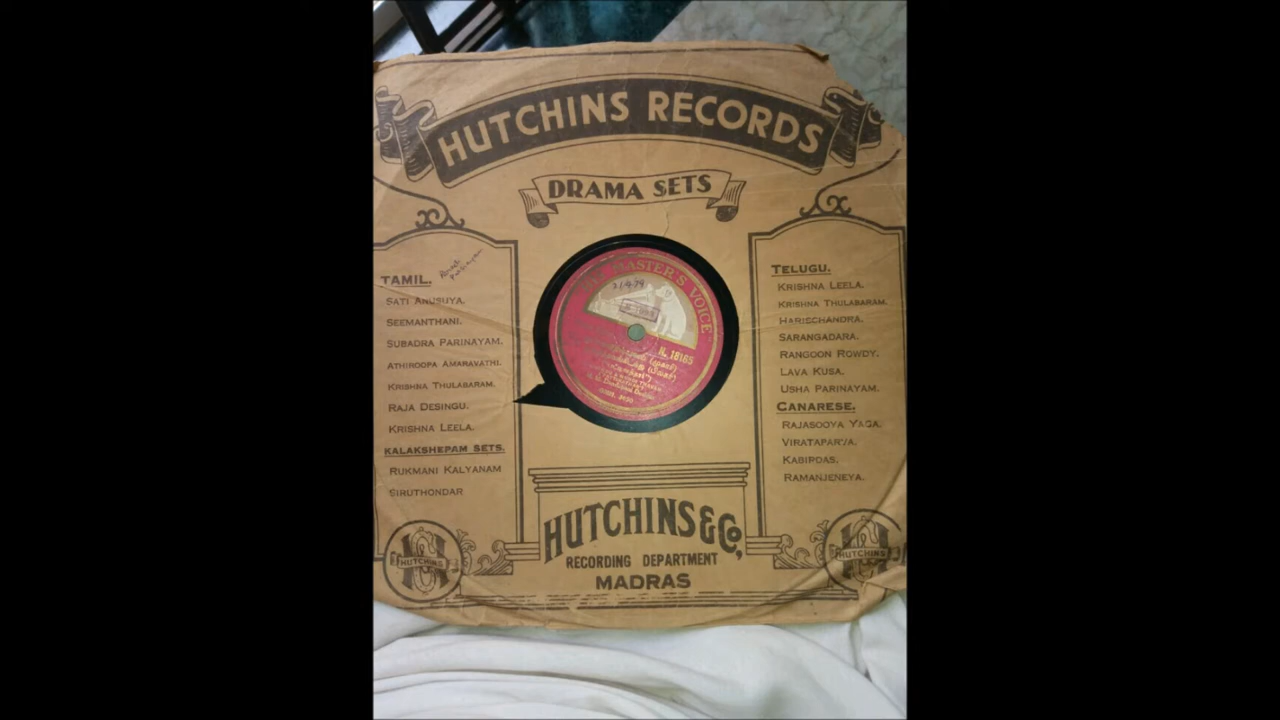 HUTCHINS RECORDS
DRAMA SETS
TAMIL.
SATI ANUSUYA.
SEEMANTHANI.
SUBADRA PARINAYAM.
ATHIROOPA AMARAVATHI.
KRISHNA THULABARAM.
RAJA DESINGU.
KRISHNA LEELA.
KALAKSHEPAM SETS.
RUKMANI KALYANAM
SIRUTHONDAR
HIS MASTER'S VOICE
N. 18165
TELUGU.
KRISHNA LEELA.
KRISHNA THULABARAM.
HARISCHANDRA.
SARANGADARA.
RANGOON ROWDY.
LAVA KUSA.
USHA PARINAYAM.
CANARESE.
RAJASOOYA YAGA.
VIRATAPARVA.
KABIRDAS.
RAMANJENEYA.
HUTCHINS & Co.,
RECORDING DEPARTMENT
MADRAS
HUTCHINS
HUTCHINS